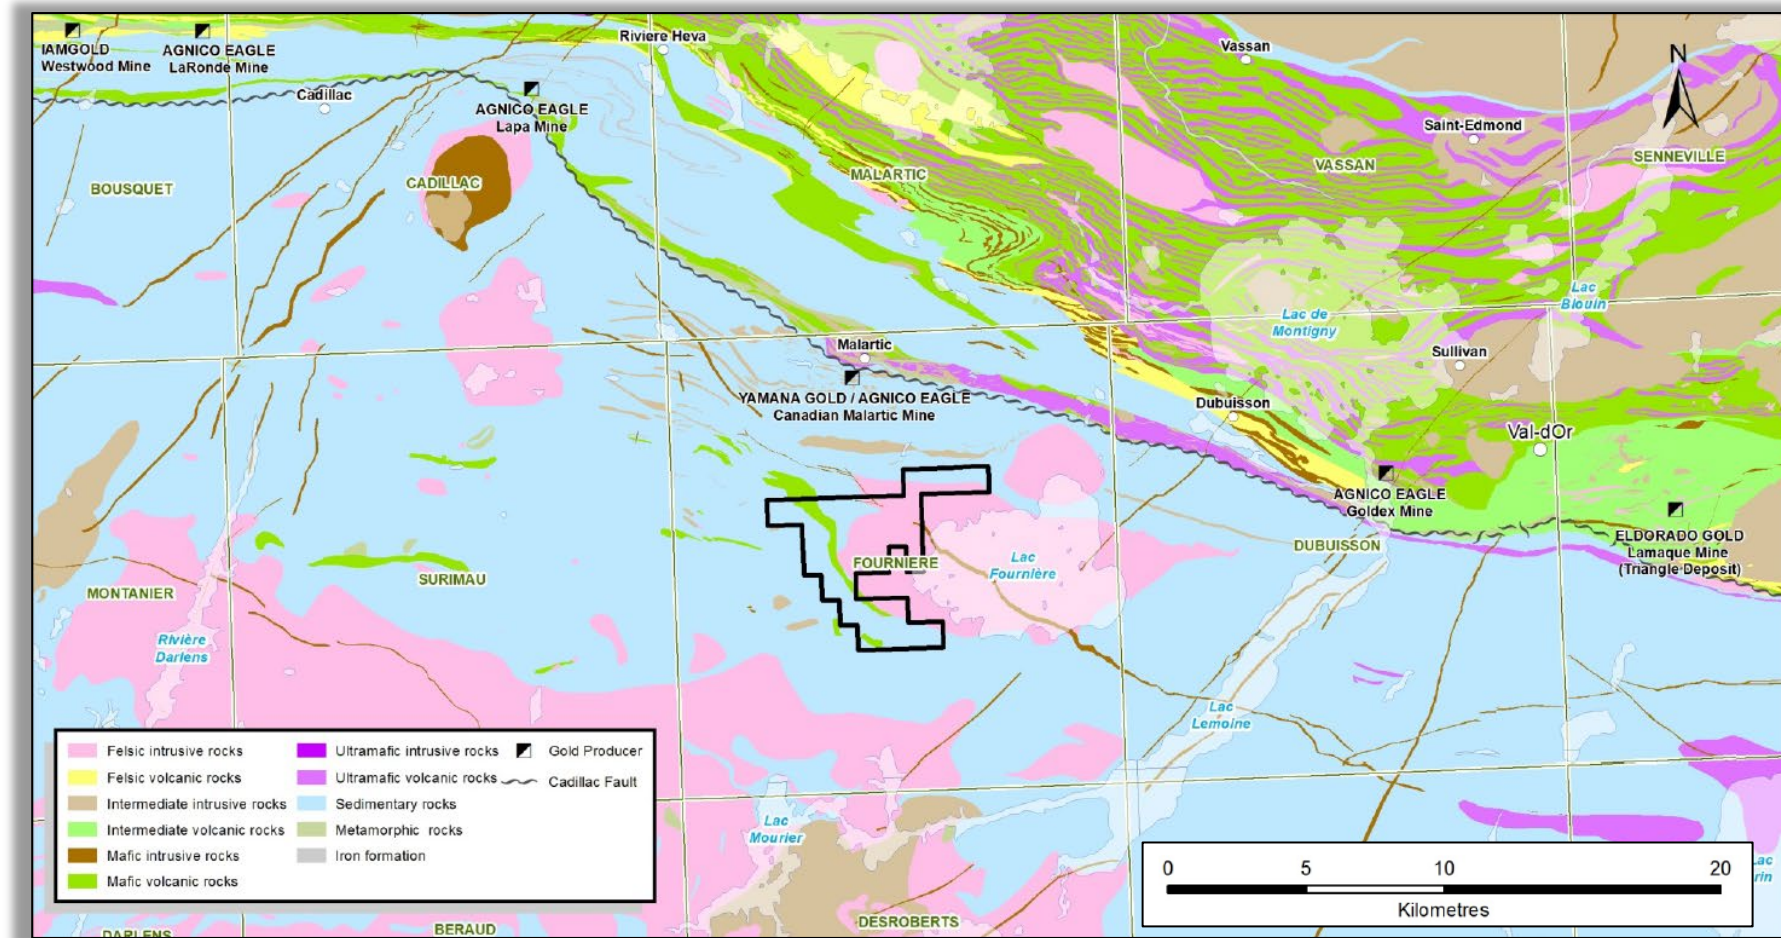 IAMGOLD
Westwood Mine
AGNICO EAGLE
LaRonde Mine
Riviere Heva
Vassan
N
Cadillac
AGNICO EAGLE
Lapa Mine
Saint-Edmond
SENNEVILLE
VASSAN
MALARTIC
BOUSQUET
CADILLAC
Lac
Blouin
Lac de
Montigny
Malartic
Sullivan
YAMANA GOLD / AGNICO EAGLE
Canadian Malartic Mine
Dubuisson
Val-dOr
AGNICO EAGLE
Goldex Mine
ELDORADO GOLD
Lamaque Mine
(Triangle Deposit)
DUBUISSON
FOURNIERE
Lac
Fournière
SURIMAU
MONTANIER
Rivière
Darlens
Lac
Lemoine
Felsic intrusive rocks
Felsic volcanic rocks
Intermediate intrusive rocks
Intermediate volcanic rocks
Mafic intrusive rocks
Mafic volcanic rocks
Ultramafic intrusive rocks
Ultramafic volcanic rocks
Sedimentary rocks
Metamorphic rocks
Iron formation
Gold Producer
Cadillac Fault
Lac
Mourier
0 5 10 20
Kilometres
DESROBERTS
BERAUD
DARLENS